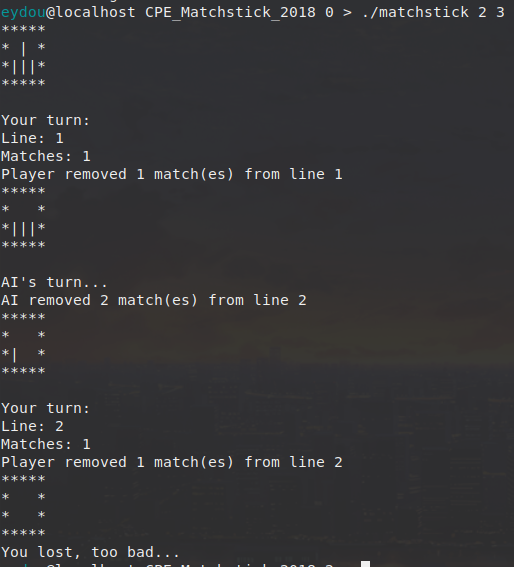 eydou@localhost CPE_Matchstick_2018 0 > ./matchstick 2 3
*****
* | *
*|||*
*****
Your turn:
Line: 1
Matches: 1
Player removed 1 match(es) from line 1
*****
*   *
*|||*
*****
AI's turn...
AI removed 2 match(es) from line 2
*****
*   *
*|  *
*****
Your turn:
Line: 2
Matches: 1
Player removed 1 match(es) from line 2
*****
*   *
*   *
*****
You lost, too bad...